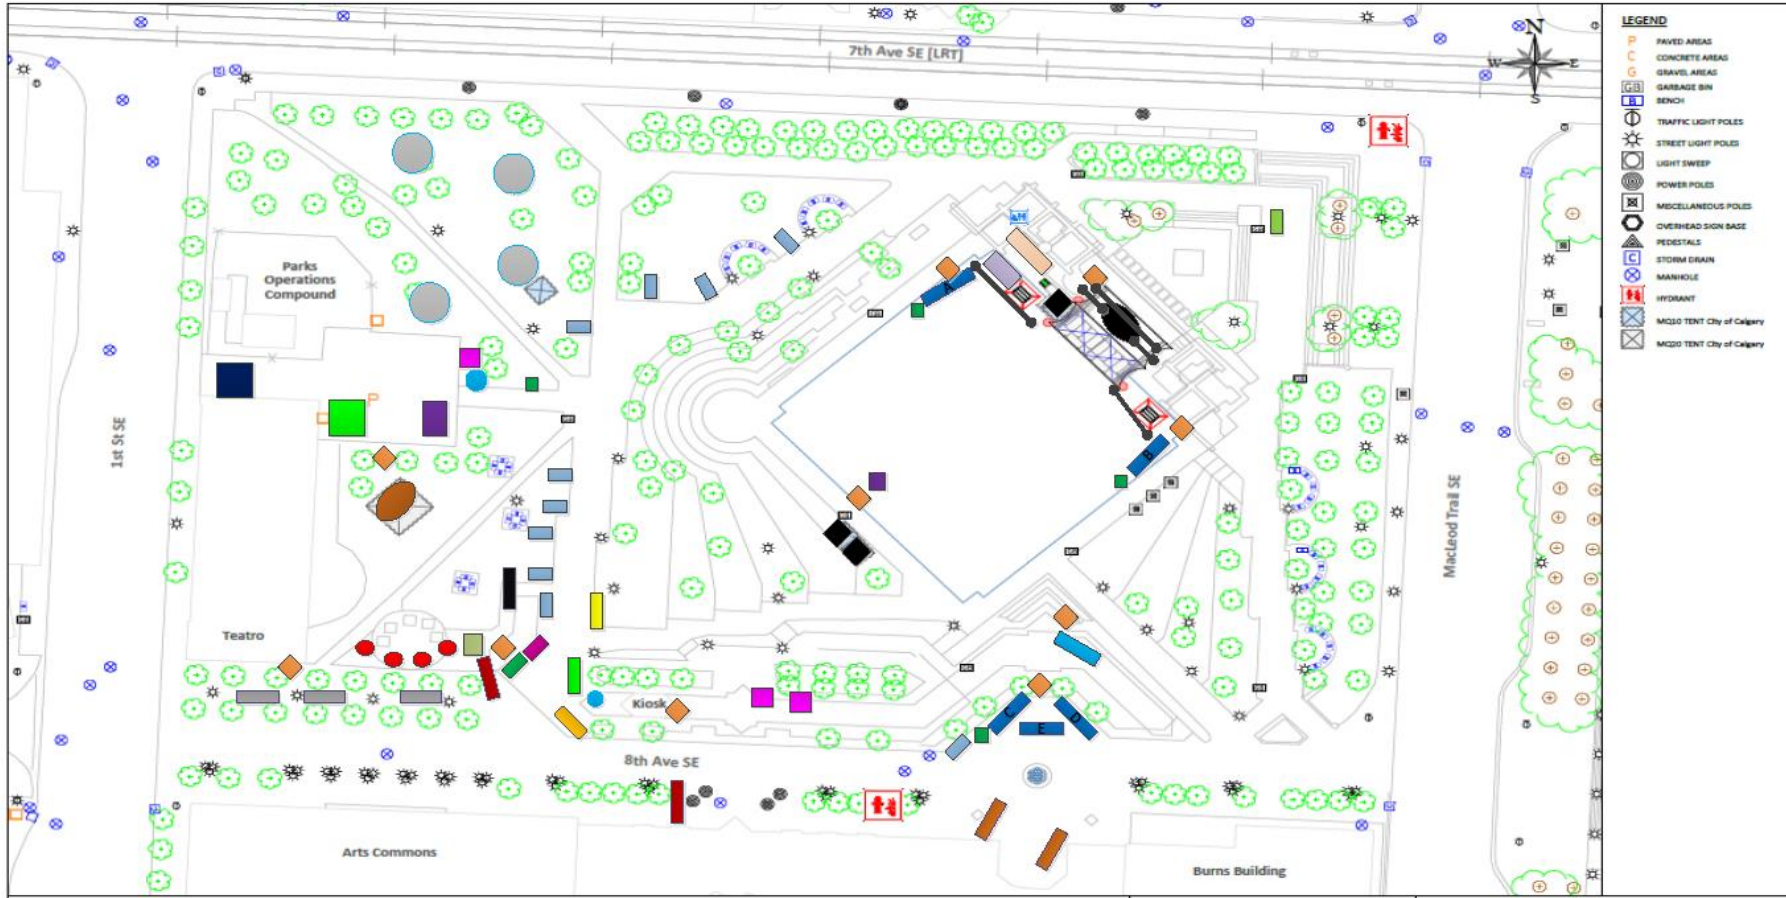 7th Ave SE [LRT]
N
W
E
S
LEGEND
P PAVED AREAS
C CONCRETE AREAS
G GRAVEL AREAS
GB GARBAGE BIN
B BENCH
TRAFFIC LIGHT POLES
STREET LIGHT POLES
LIGHT SWEEP
POWER POLES
MISCELLANEOUS POLES
OVERHEAD SIGN BASE
PEDESTALS
C STORM DRAIN
MANHOLE
HYDRANT
MQ10 TENT City of Calgary
MQ20 TENT City of Calgary
Parks
Operations
Compound
A
P
1st St SE
B
MacLeod Trail SE
Teatro
Kiosk
C
D
E
8th Ave SE
Arts Commons
Burns Building